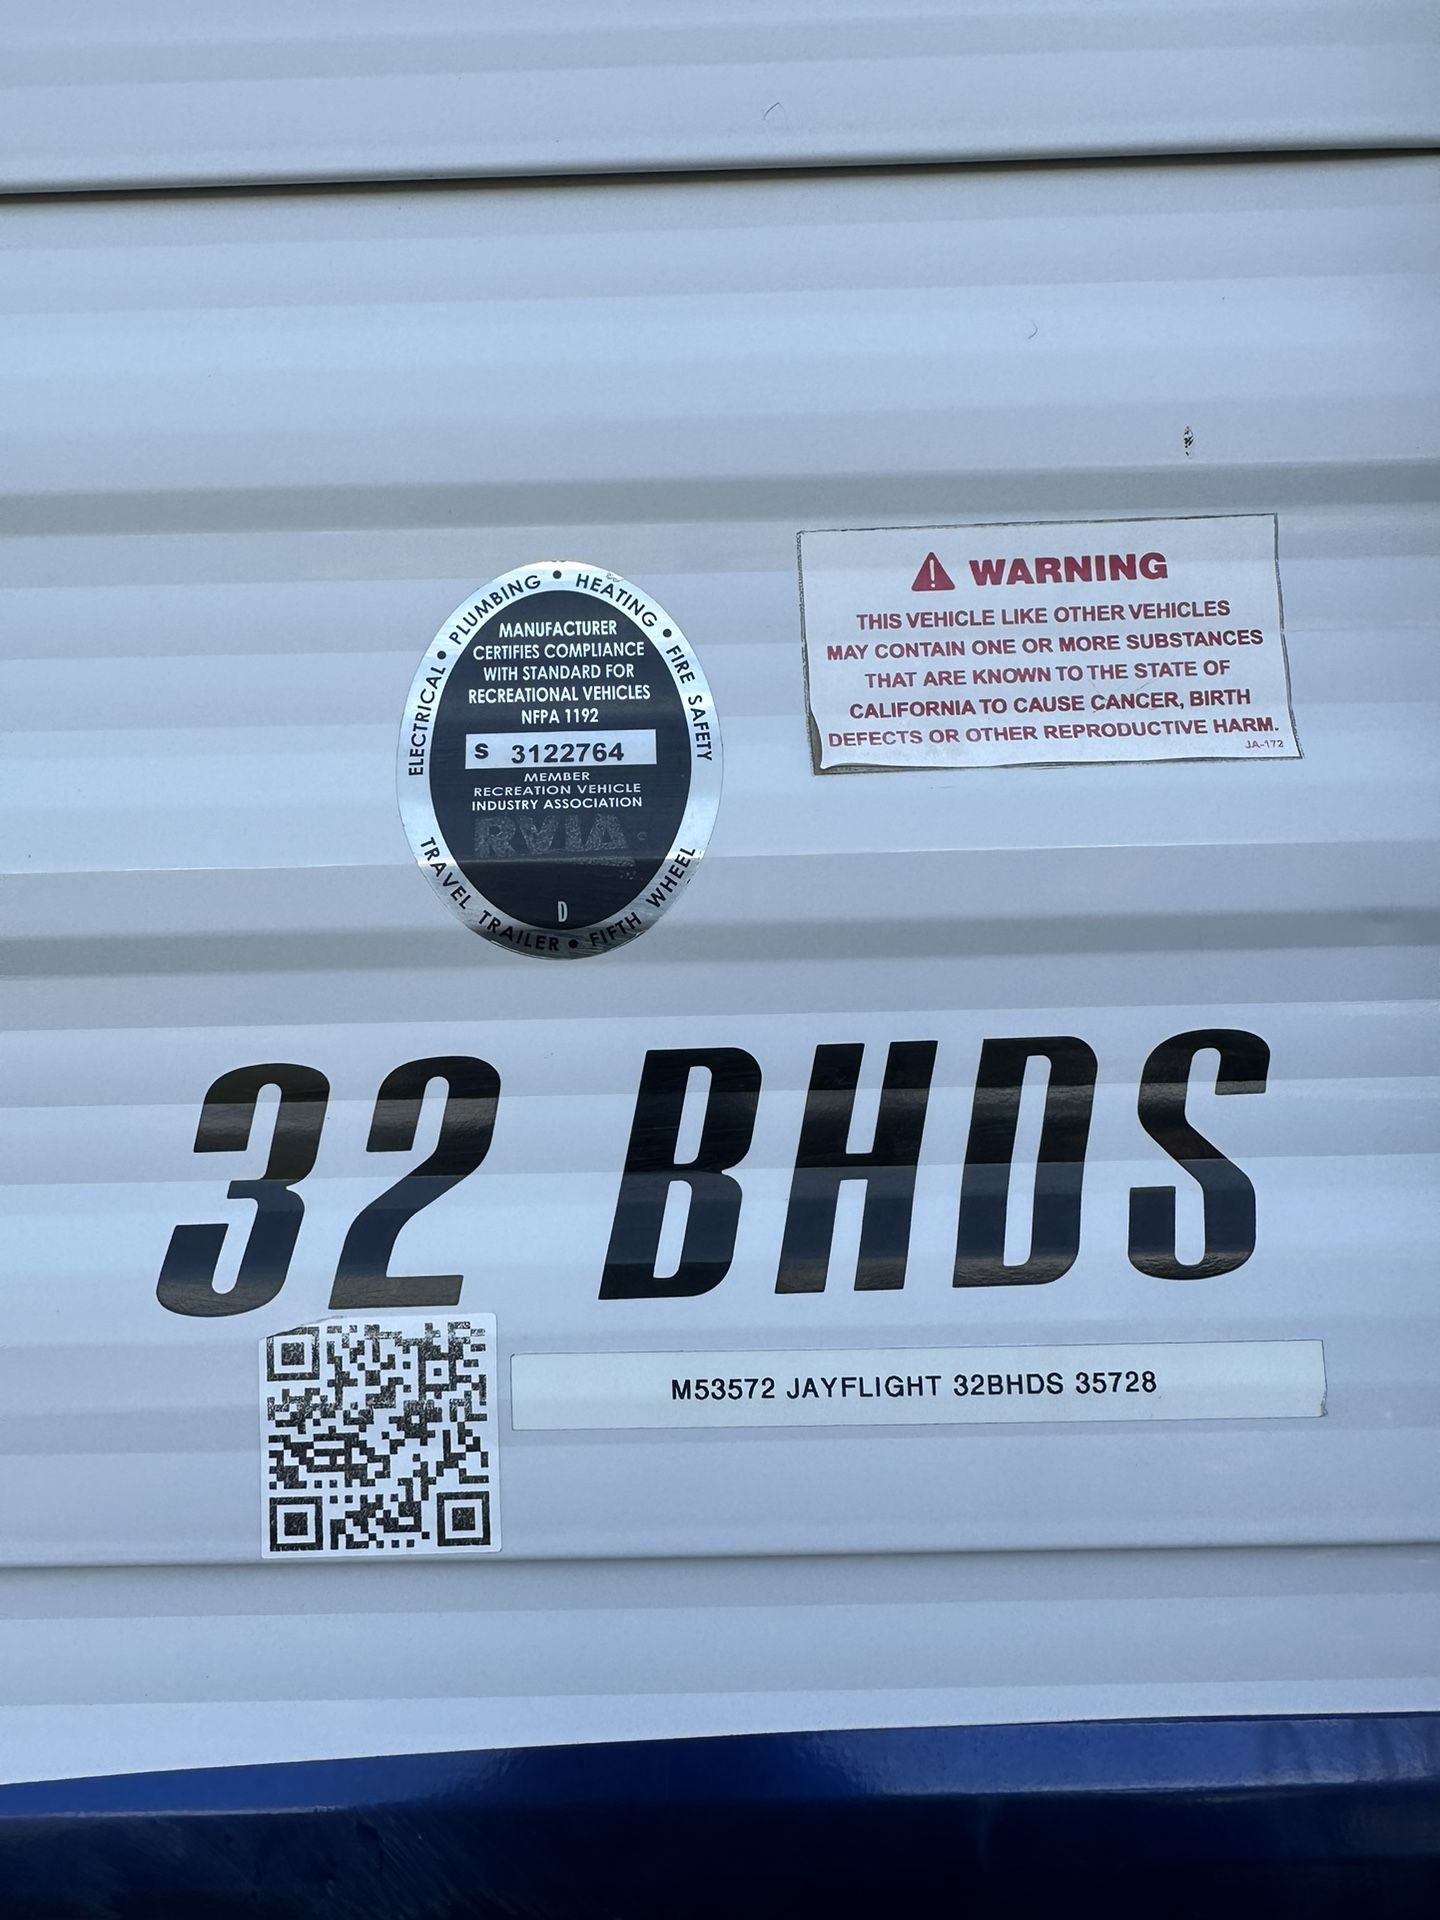 ELECTRICAL • PLUMBING • HEATING • FIRE SAFETY
MANUFACTURER
CERTIFIES COMPLIANCE
WITH STANDARD FOR
RECREATIONAL VEHICLES
NFPA 1192
S 3122764
MEMBER
RECREATION VEHICLE
INDUSTRY ASSOCIATION
RVIA
D
TRAVEL TRAILER • FIFTH WHEEL
WARNING
THIS VEHICLE LIKE OTHER VEHICLES
MAY CONTAIN ONE OR MORE SUBSTANCES
THAT ARE KNOWN TO THE STATE OF
CALIFORNIA TO CAUSE CANCER, BIRTH
DEFECTS OR OTHER REPRODUCTIVE HARM.
JA-172
32 BHDS
M53572 JAYFLIGHT 32BHDS 35728